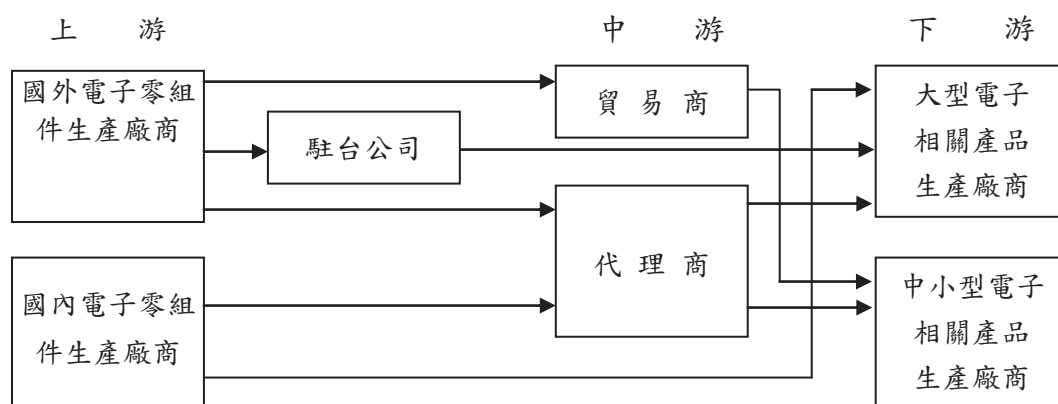 上 游 中 游 下 游
國外電子零組
件生產廠商
駐台公司
貿易商
代理商
大型電子
相關產品
生產廠商
國內電子零組
件生產廠商
中小型電子
相關產品
生產廠商